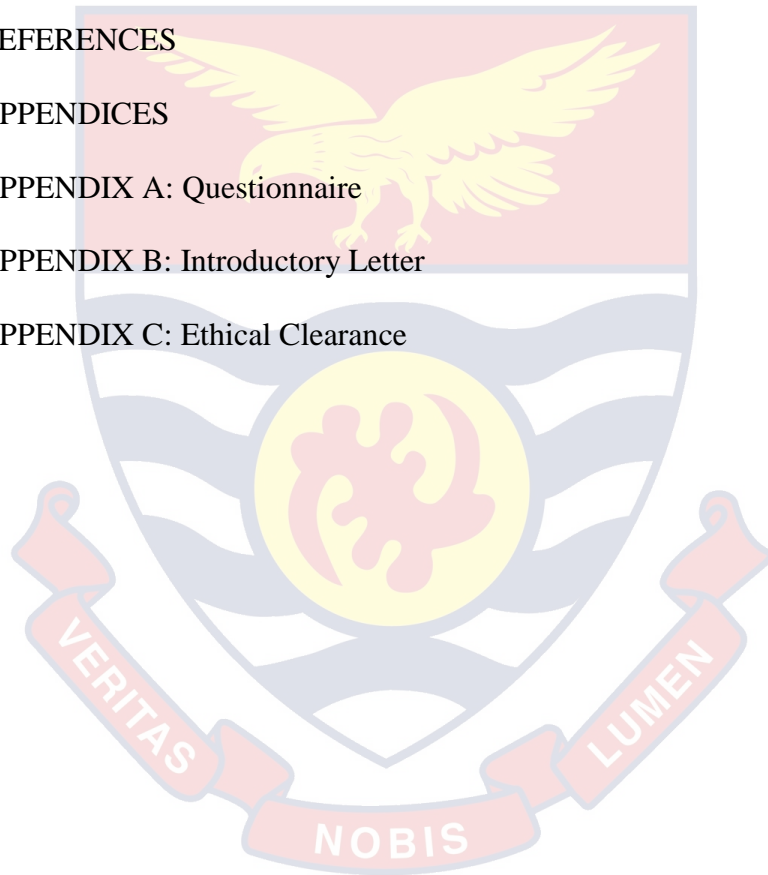 EFERENCES
PPENDICES
PPENDIX A: Questionnaire
PPENDIX B: Introductory Letter
PPENDIX C: Ethical Clearance
VERITAS
NOBIS
LUMEN